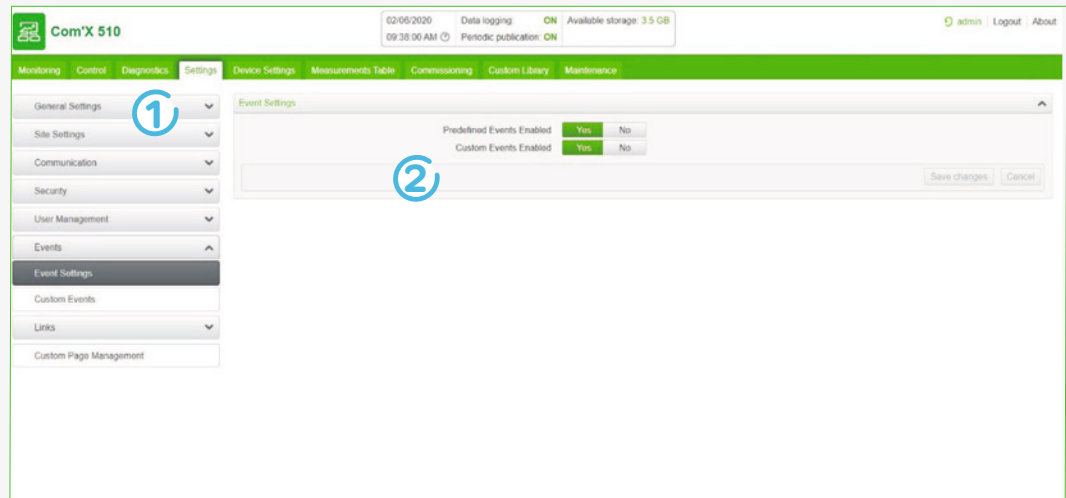 Com'X 510
02/06/2020 Data logging: ON Available storage: 3.5 GB
09:38:00 AM Periodic publication: ON
admin Logout About
Monitoring Control Diagnostics Settings Device Settings Measurements Table Commissioning Custom Library Maintenance
General Settings
Site Settings
Communication
Security
User Management
Events
Event Settings
Custom Events
Links
Custom Page Management
1
Event Settings
Predefined Events Enabled Yes No
Custom Events Enabled Yes No
2
Save changes Cancel